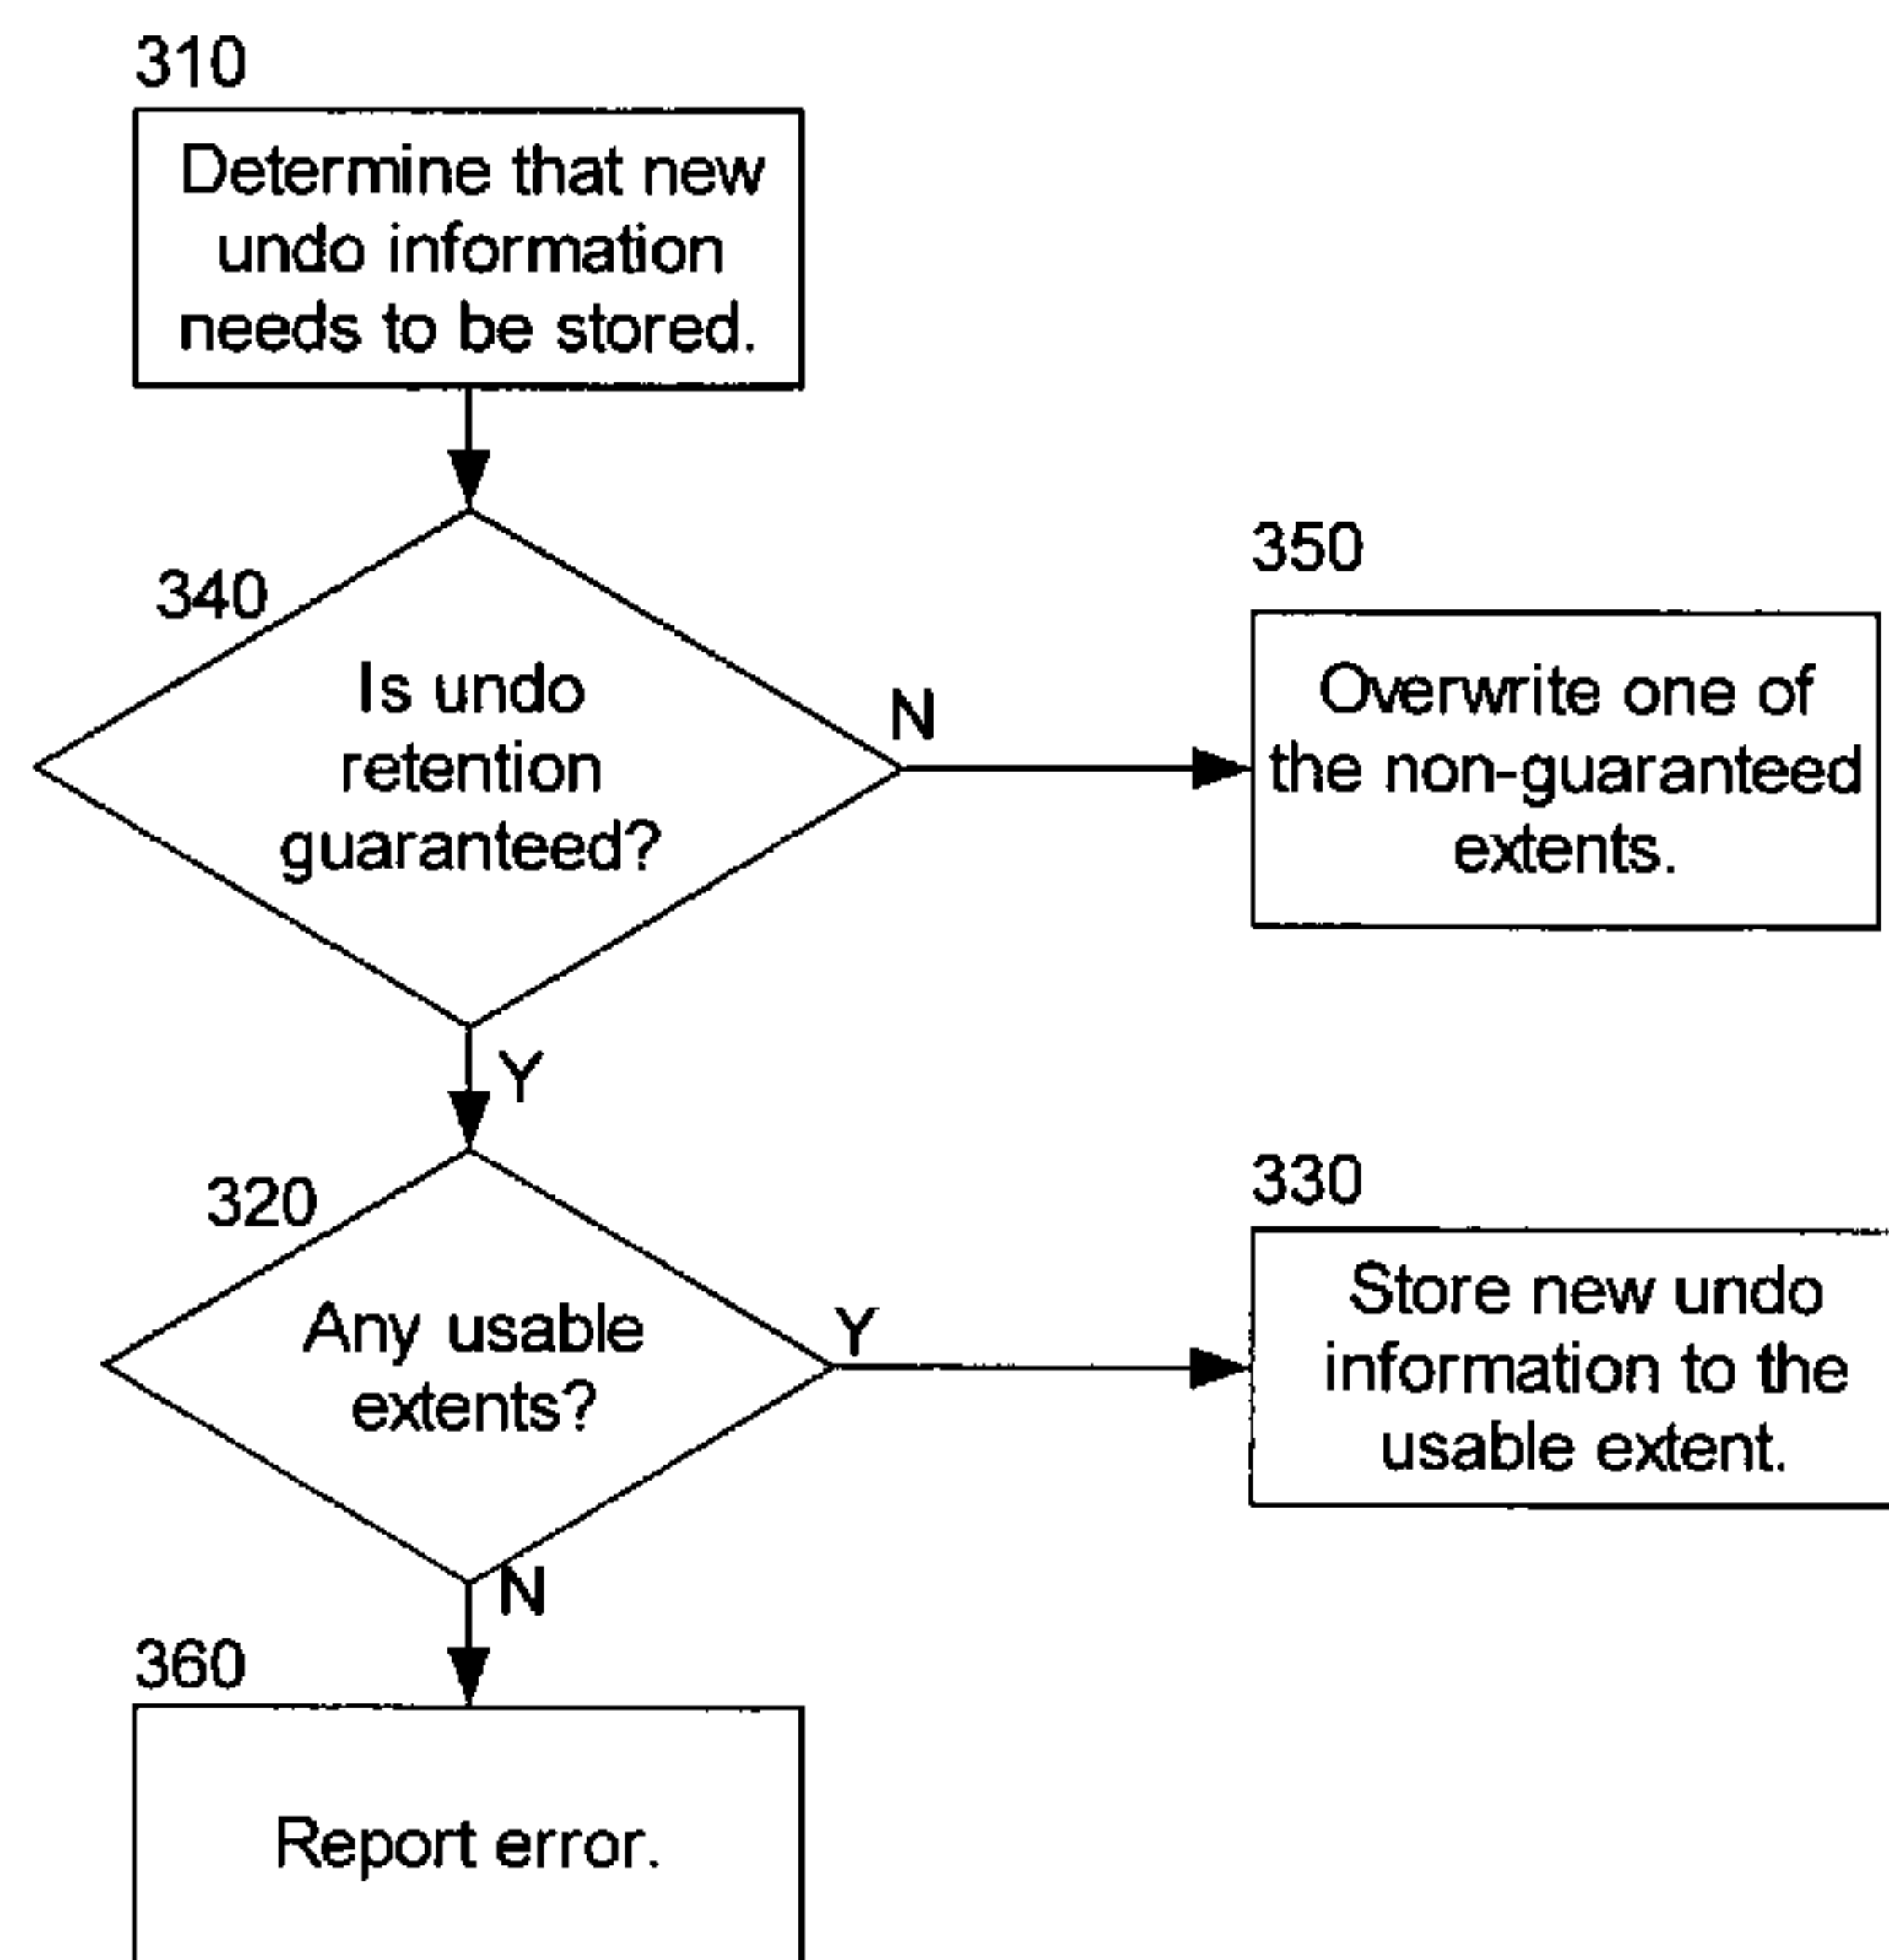 310
Determine that new
undo information
needs to be stored.
340
Is undo
retention
guaranteed?
N
350
Overwrite one of
the non-guaranteed
extents.
Y
320
Any usable
extents?
Y
330
Store new undo
information to the
usable extent.
N
360
Report error.